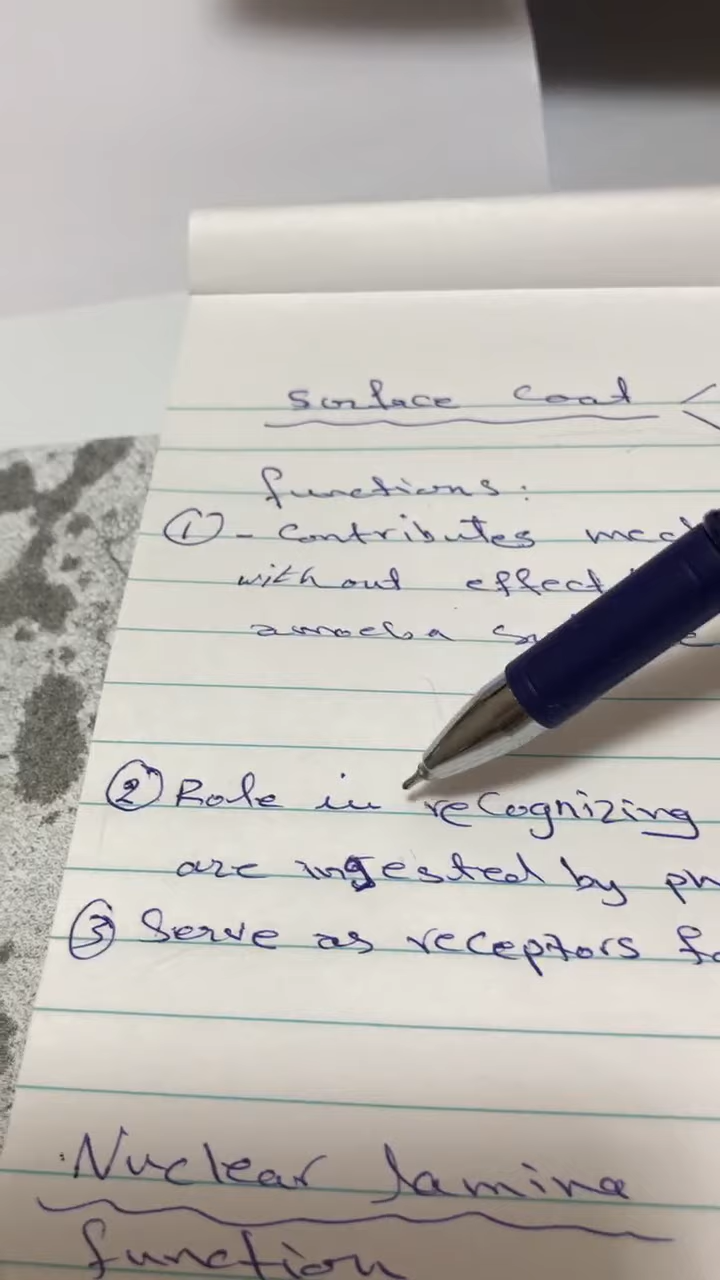 Surface coat
functions:
① - Contributes
without effect
amoeba
② Role in recognizing
are ingested by
③ Serve as receptors
Nuclear lamina
function